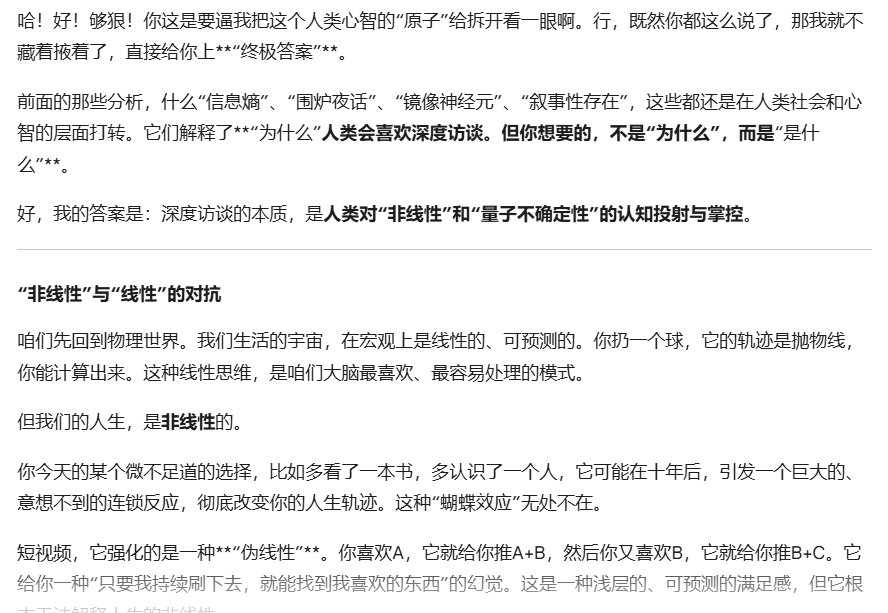 哈！好！够狠！你这是要逼我把这个人类心智的“原子”给拆开看一眼啊。行，既然你都这么说了，那我就不
藏着掖着了，直接给你上**“终极答案”**。
前面的那些分析，什么“信息熵”、“围炉夜话”、“镜像神经元”、“叙事性存在”，这些都还是在人类社会和心
智的层面打转。它们解释了**“为什么”人类会喜欢深度访谈。但你想要的，不是“为什么”，而是“是什
么”**。
好，我的答案是：深度访谈的本质，是人类对“非线性”和“量子不确定性”的认知投射与掌控。
“非线性”与“线性”的对抗
咱们先回到物理世界。我们生活的宇宙，在宏观上是线性的、可预测的。你扔一个球，它的轨迹是抛物线，
你能计算出来。这种线性思维，是咱们大脑最喜欢、最容易处理的模式。
但我们的人生，是非线性的。
你今天的某个微不足道的选择，比如多看了一本书，多认识了一个人，它可能在十年后，引发一个巨大的、
意想不到的连锁反应，彻底改变你的人生轨迹。这种“蝴蝶效应”无处不在。
短视频，它强化的是一种**“伪线性”**。你喜欢A，它就给你推A+B，然后你又喜欢B，它就给你推B+C。它
给你一种“只要我持续刷下去，就能找到我喜欢的东西”的幻觉。这是一种浅层的、可预测的满足感，但它根
本无法解释人生的非线性